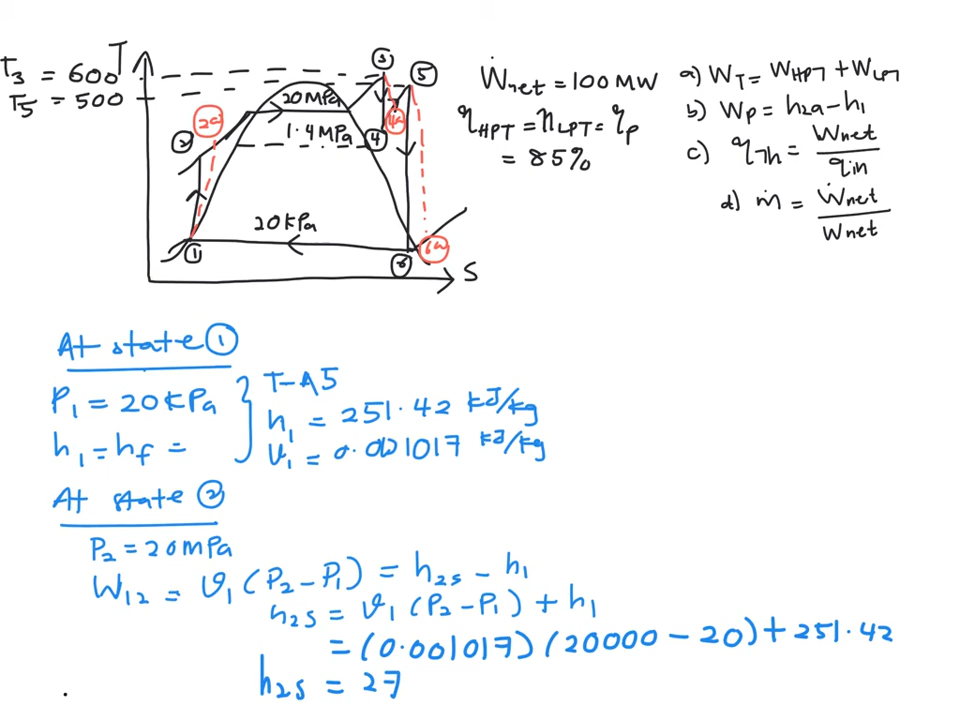 T
T₃ = 600
T₅ = 500
③
⑤
20 MPa
2a
②
1.4 MPa
④
4a
20 kPa
①
⑥
6a
S
Ẇnet = 100 MW
ηHPT = ηLPT = ηp
= 85%
a) WT = WHPT + WLPT
b) WP = h2a − h1
c) ηTh = Wnet / qin
d) ṁ = Ẇnet / Wnet
At state ①
P₁ = 20 kPa
h₁ = hf =
T-A5
h₁ = 251.42 kJ/kg
v₁ = 0.001017 kJ/kg
At state ②
P₂ = 20 MPa
W₁₂ = v₁ (P₂ − P₁) = h₂s − h₁
h₂s = v₁ (P₂ − P₁) + h₁
= (0.001017) (20000 − 20) + 251.42
h₂s = 27